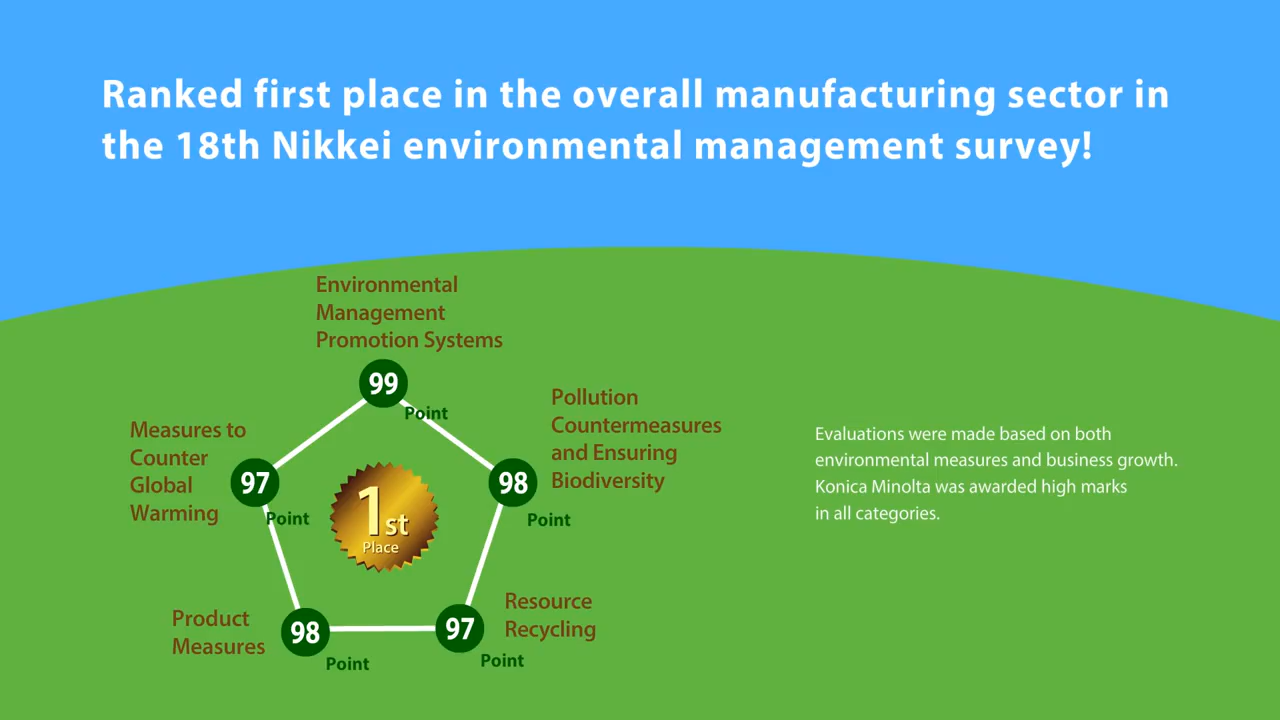 Ranked first place in the overall manufacturing sector in
the 18th Nikkei environmental management survey!
Environmental
Management
Promotion Systems
99
Point
Pollution
Countermeasures
and Ensuring
Biodiversity
98
Point
Measures to
Counter
Global
Warming
97
Point
1st
Place
Resource
Recycling
97
Point
Product
Measures
98
Point
Evaluations were made based on both
environmental measures and business growth.
Konica Minolta was awarded high marks
in all categories.